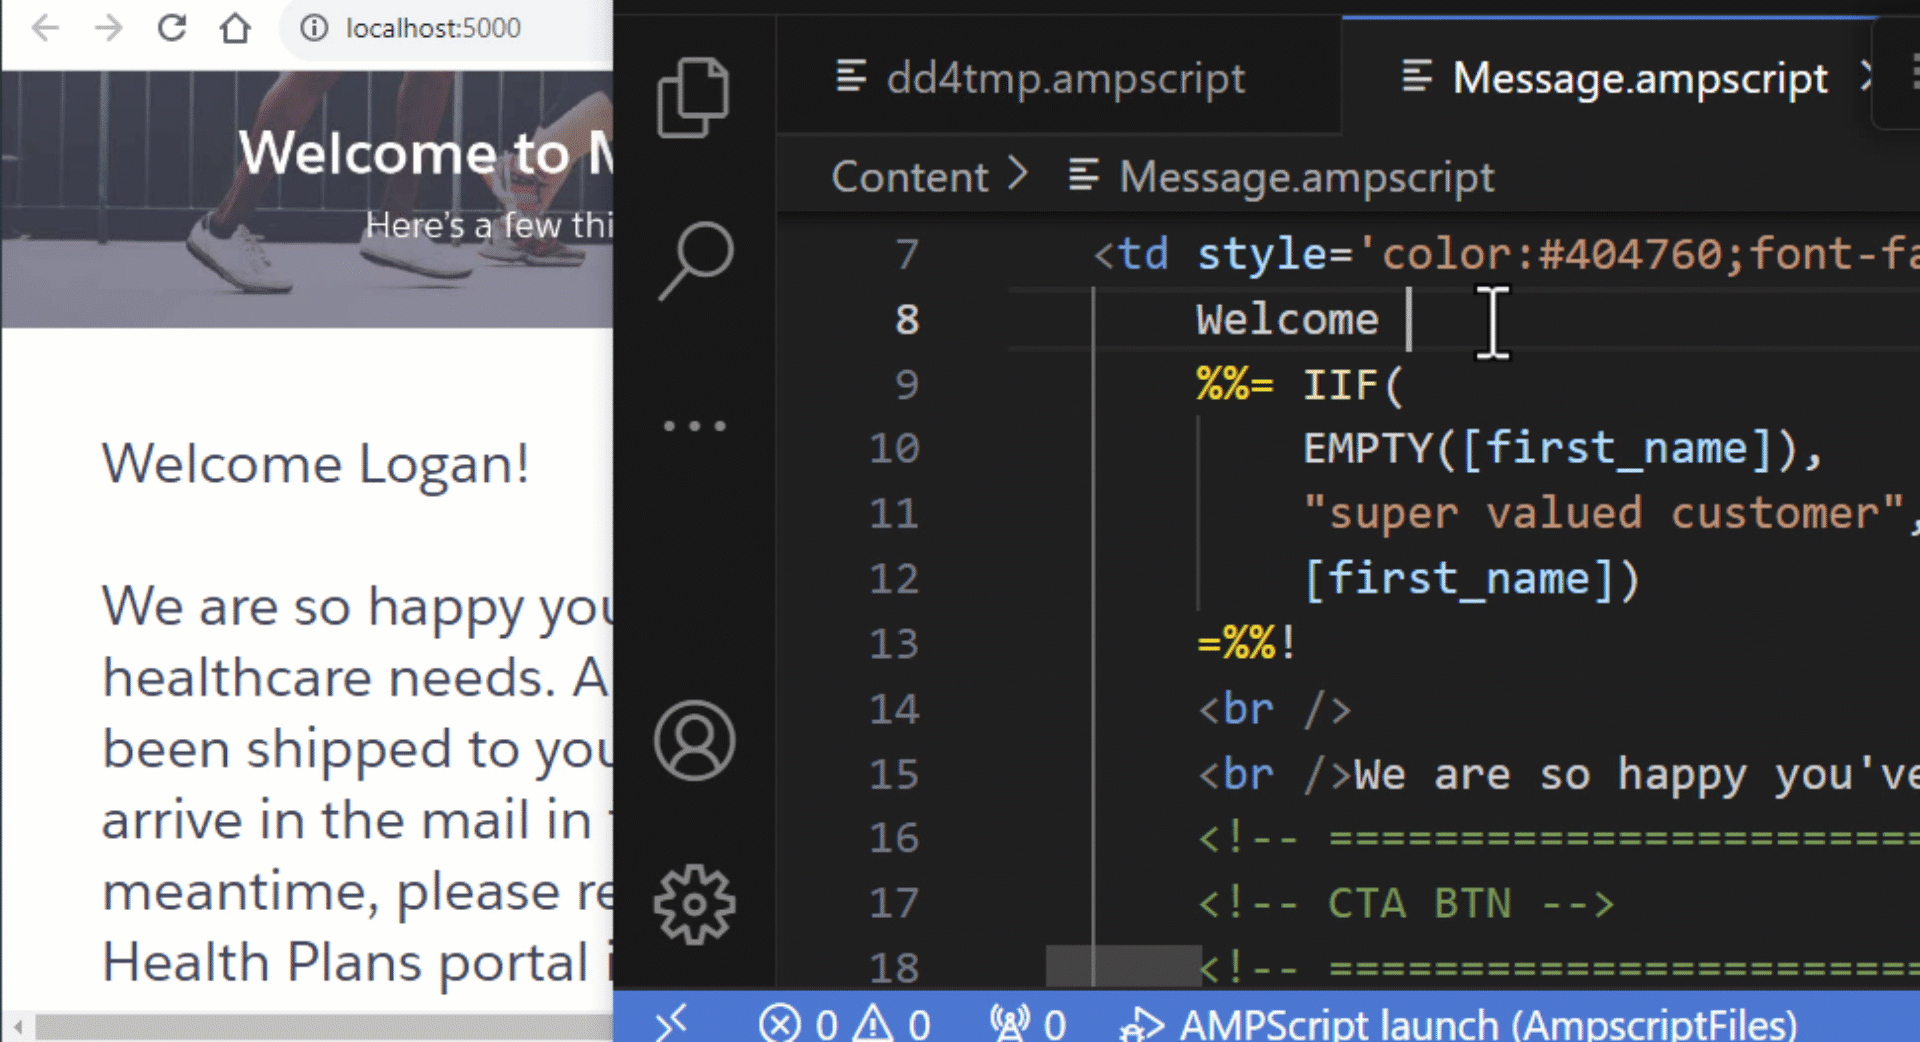 localhost:5000
Welcome to M
Here's a few thi
Welcome Logan!
We are so happy you
healthcare needs. A
been shipped to you
arrive in the mail in
meantime, please re
Health Plans portal i
dd4tmp.ampscript
Message.ampscript
Content > Message.ampscript
7 <td style='color:#404760;font-fa
8 Welcome
9 %%= IIF(
10 EMPTY([first_name]),
11 "super valued customer",
12 [first_name])
13 =%%!
14 <br />
15 <br />We are so happy you've
16 <!-- =======================
17 <!-- CTA BTN -->
18 <!-- =======================
0 0 0 AMPScript launch (AmpscriptFiles)